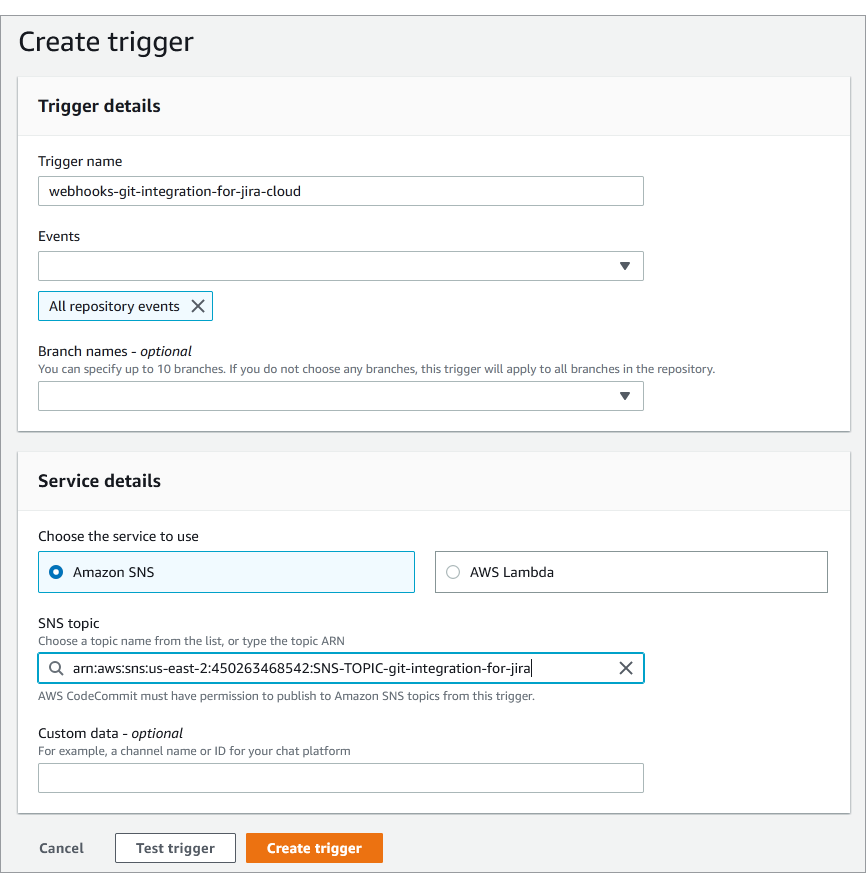 Create trigger
Trigger details
Trigger name
webhooks-git-integration-for-jira-cloud
Events
All repository events
Branch names - optional
You can specify up to 10 branches. If you do not choose any branches, this trigger will apply to all branches in the repository.
Service details
Choose the service to use
Amazon SNS
AWS Lambda
SNS topic
Choose a topic name from the list, or type the topic ARN
arn:aws:sns:us-east-2:450263468542:SNS-TOPIC-git-integration-for-jira
AWS CodeCommit must have permission to publish to Amazon SNS topics from this trigger.
Custom data - optional
For example, a channel name or ID for your chat platform
Cancel
Test trigger
Create trigger